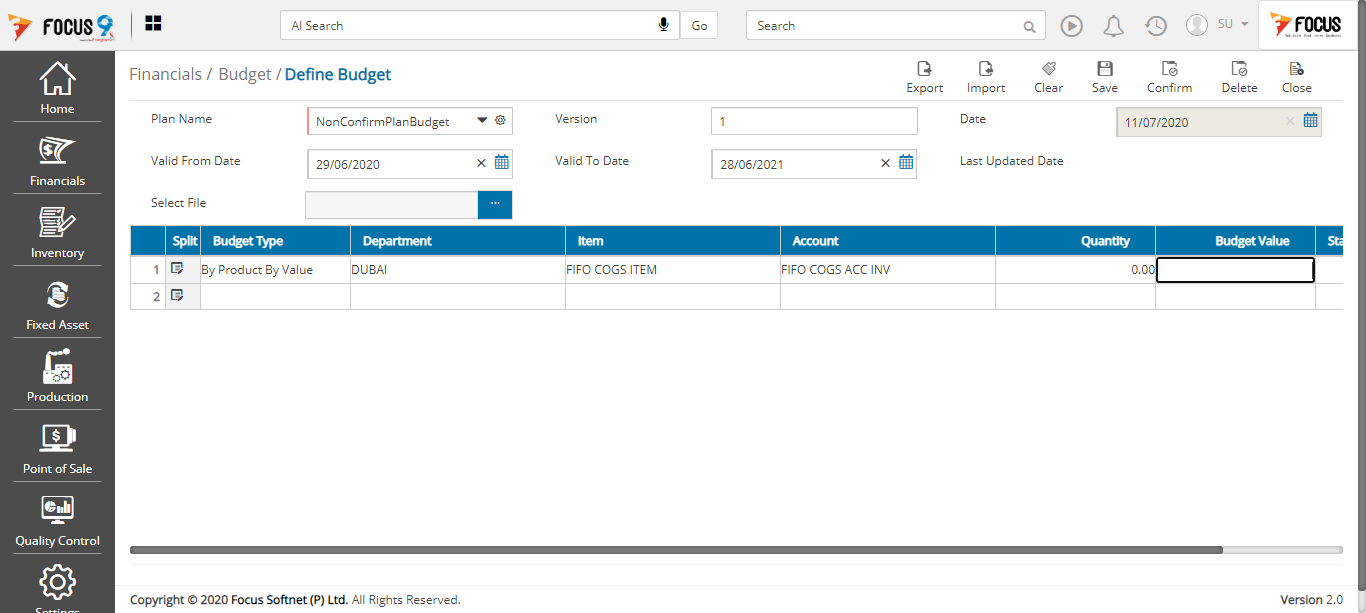 FOCUS 9
AI Search
Go
Search
SU
FOCUS
Home
Financials
Inventory
Fixed Asset
Production
Point of Sale
Quality Control
Settings
Financials / Budget / Define Budget
Export Import Clear Save Confirm Delete Close
Plan Name NonConfirmPlanBudget Version 1 Date 11/07/2020
Valid From Date 29/06/2020 Valid To Date 28/06/2021 Last Updated Date
Select File ...
Split Budget Type Department Item Account Quantity Budget Value Sta
1 By Product By Value DUBAI FIFO COGS ITEM FIFO COGS ACC INV 0.00
2
Copyright © 2020 Focus Softnet (P) Ltd. All Rights Reserved.
Version 2.0